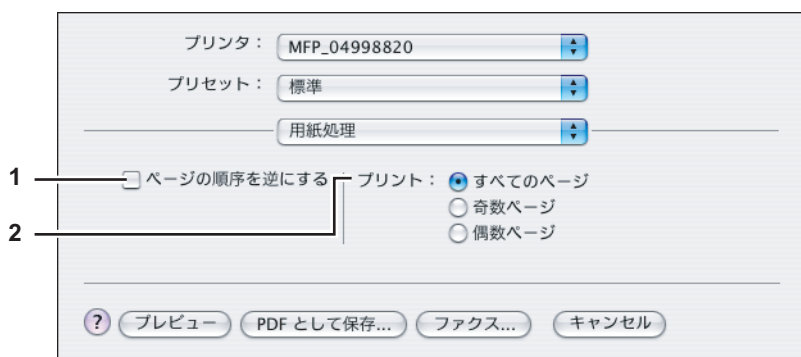 プリンタ： MFP_04998820
プリセット： 標準
用紙処理
1 ページの順序を逆にする プリント： すべてのページ
奇数ページ
2 偶数ページ
? プレビュー PDF として保存... ファクス... キャンセル